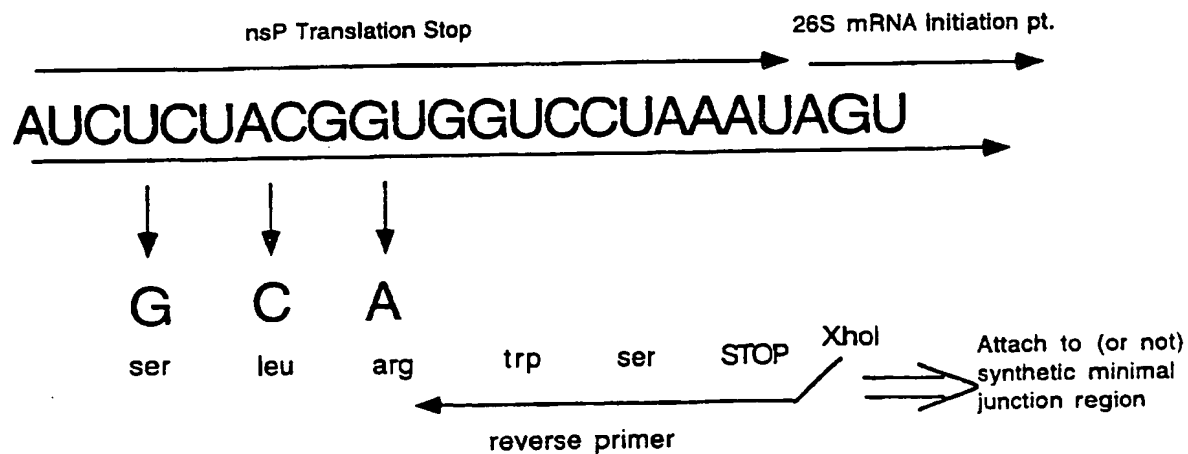 nsP Translation Stop
26S mRNA Initiation pt.
AUCUCUACGGUGGUCCUAAAUAGU
G C A
ser leu arg trp ser STOP XhoI
Attach to (or not)
synthetic minimal
junction region
reverse primer